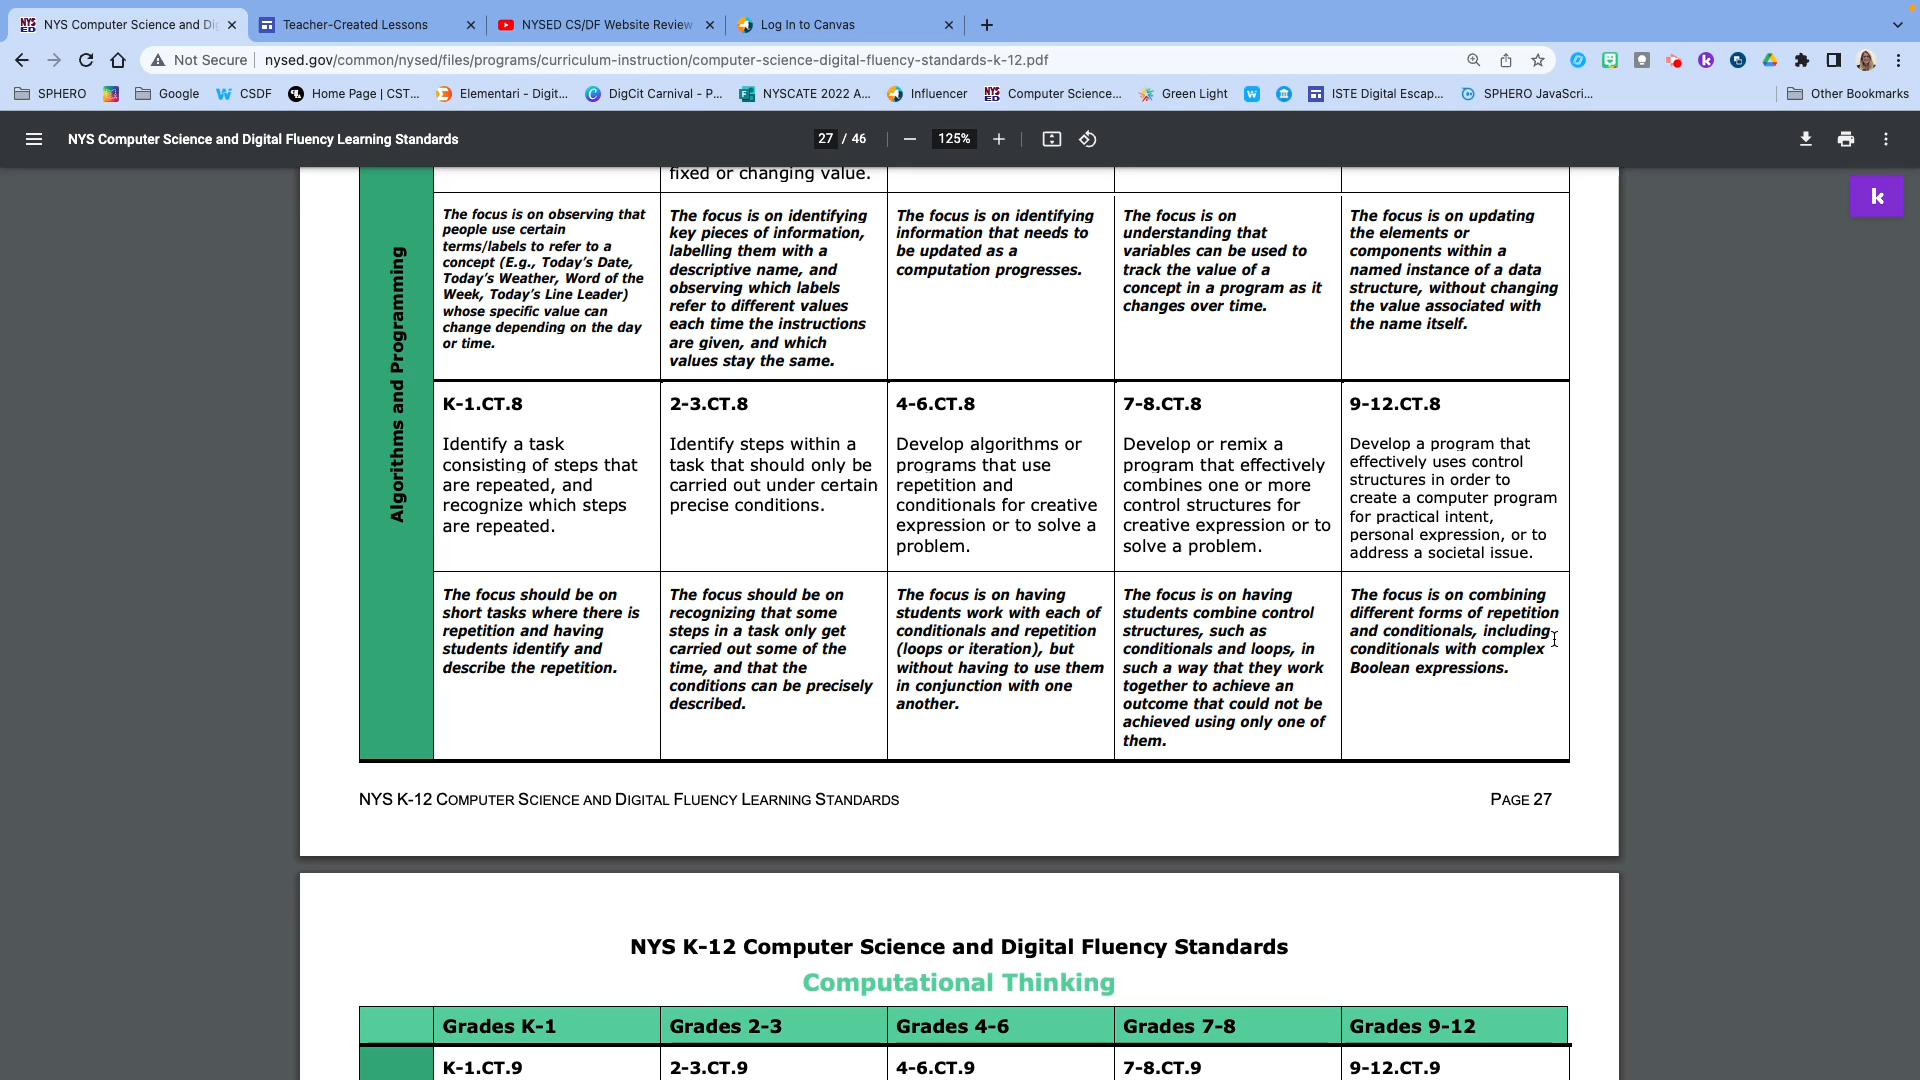 NYS Computer Science and Di
Teacher-Created Lessons
NYSED CS/DF Website Review
Log In to Canvas
Not Secure
nysed.gov/common/nysed/files/programs/curriculum-instruction/computer-science-digital-fluency-standards-k-12.pdf
SPHERO
Google
CSDF
Home Page | CST...
Elementari - Digit...
DigCit Carnival - P...
NYSCATE 2022 A...
Influencer
Computer Science...
Green Light
ISTE Digital Escap...
SPHERO JavaScri...
Other Bookmarks
NYS Computer Science and Digital Fluency Learning Standards
27 / 46
125%
k
Algorithms and Programming
fixed or changing value.
The focus is on observing that
people use certain
terms/labels to refer to a
concept (E.g., Today's Date,
Today's Weather, Word of the
Week, Today's Line Leader)
whose specific value can
change depending on the day
or time.
The focus is on identifying
key pieces of information,
labelling them with a
descriptive name, and
observing which labels
refer to different values
each time the instructions
are given, and which
values stay the same.
The focus is on identifying
information that needs to
be updated as a
computation progresses.
The focus is on
understanding that
variables can be used to
track the value of a
concept in a program as it
changes over time.
The focus is on updating
the elements or
components within a
named instance of a data
structure, without changing
the value associated with
the name itself.
K-1.CT.8
Identify a task
consisting of steps that
are repeated, and
recognize which steps
are repeated.
2-3.CT.8
Identify steps within a
task that should only be
carried out under certain
precise conditions.
4-6.CT.8
Develop algorithms or
programs that use
repetition and
conditionals for creative
expression or to solve a
problem.
7-8.CT.8
Develop or remix a
program that effectively
combines one or more
control structures for
creative expression or to
solve a problem.
9-12.CT.8
Develop a program that
effectively uses control
structures in order to
create a computer program
for practical intent,
personal expression, or to
address a societal issue.
The focus should be on
short tasks where there is
repetition and having
students identify and
describe the repetition.
The focus should be on
recognizing that some
steps in a task only get
carried out some of the
time, and that the
conditions can be precisely
described.
The focus is on having
students work with each of
conditionals and repetition
(loops or iteration), but
without having to use them
in conjunction with one
another.
The focus is on having
students combine control
structures, such as
conditionals and loops, in
such a way that they work
together to achieve an
outcome that could not be
achieved using only one of
them.
The focus is on combining
different forms of repetition
and conditionals, including
conditionals with complex
Boolean expressions.
NYS K-12 COMPUTER SCIENCE AND DIGITAL FLUENCY LEARNING STANDARDS
PAGE 27
NYS K-12 Computer Science and Digital Fluency Standards
Computational Thinking
Grades K-1
Grades 2-3
Grades 4-6
Grades 7-8
Grades 9-12
K-1.CT.9
2-3.CT.9
4-6.CT.9
7-8.CT.9
9-12.CT.9